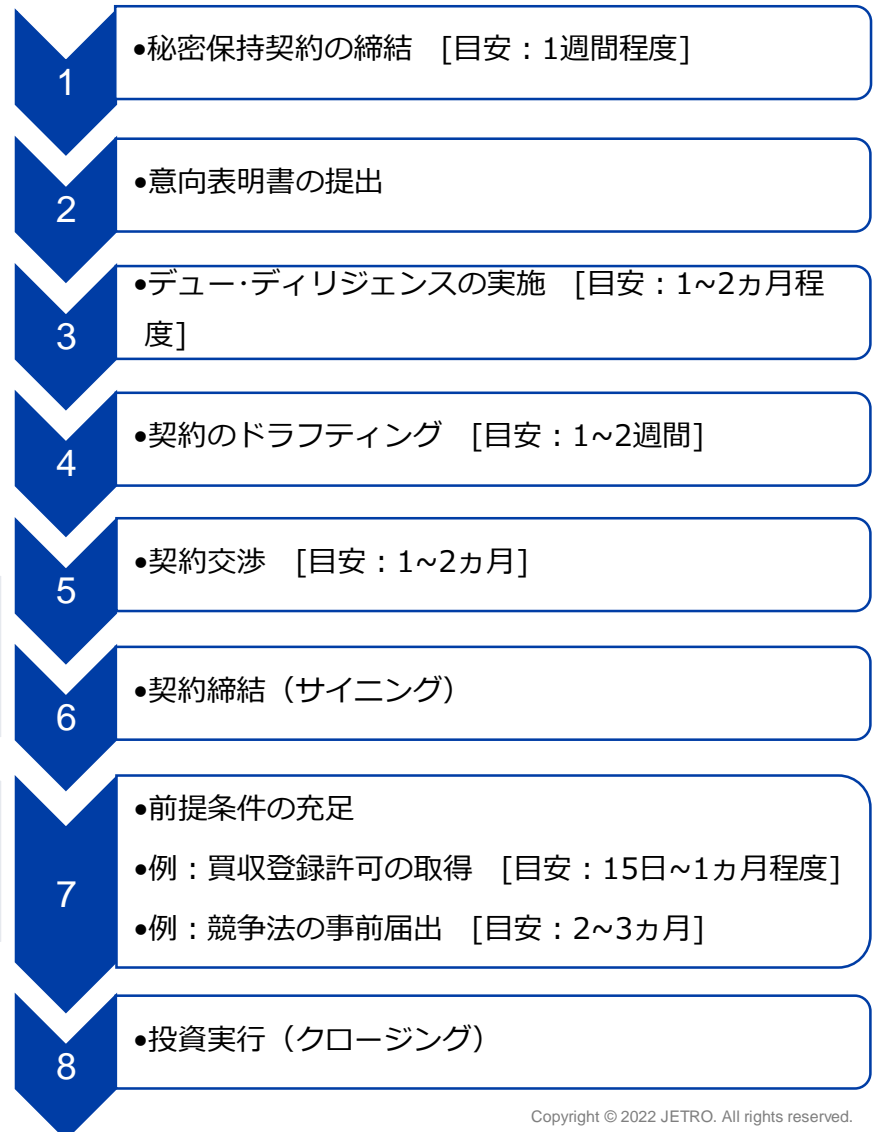 1
•秘密保持契約の締結　[目安：1週間程度]
2
•意向表明書の提出
3
•デュー･ディリジェンスの実施　[目安：1~2ヵ月程
度]
4
•契約のドラフティング　[目安：1~2週間]
5
•契約交渉　[目安：1~2ヵ月]
6
•契約締結（サイニング）
7
•前提条件の充足
•例：買収登録許可の取得　[目安：15日~1ヵ月程度]
•例：競争法の事前届出　[目安：2~3ヵ月]
8
•投資実行（クロージング）
Copyright © 2022 JETRO. All rights reserved.